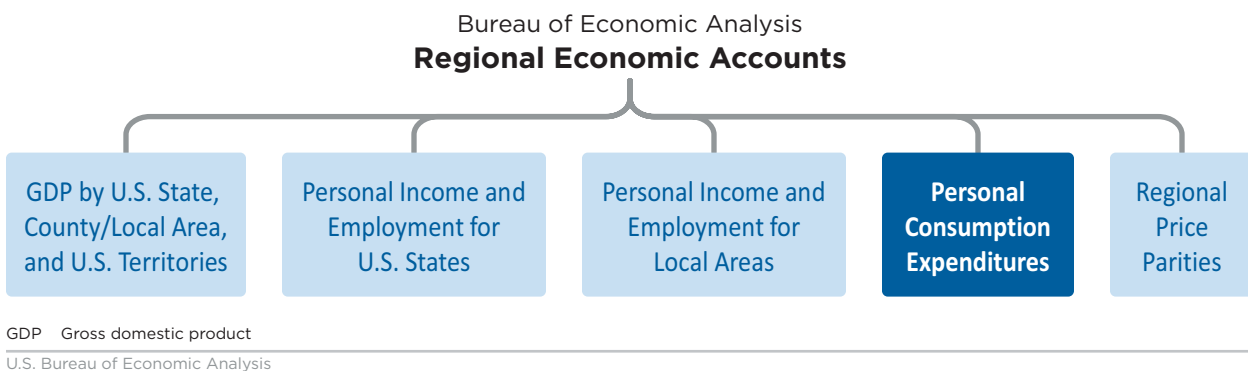 Bureau of Economic Analysis
Regional Economic Accounts
GDP by U.S. State,
County/Local Area,
and U.S. Territories
Personal Income and
Employment for
U.S. States
Personal Income and
Employment for
Local Areas
Personal
Consumption
Expenditures
Regional
Price
Parities
GDP Gross domestic product
U.S. Bureau of Economic Analysis